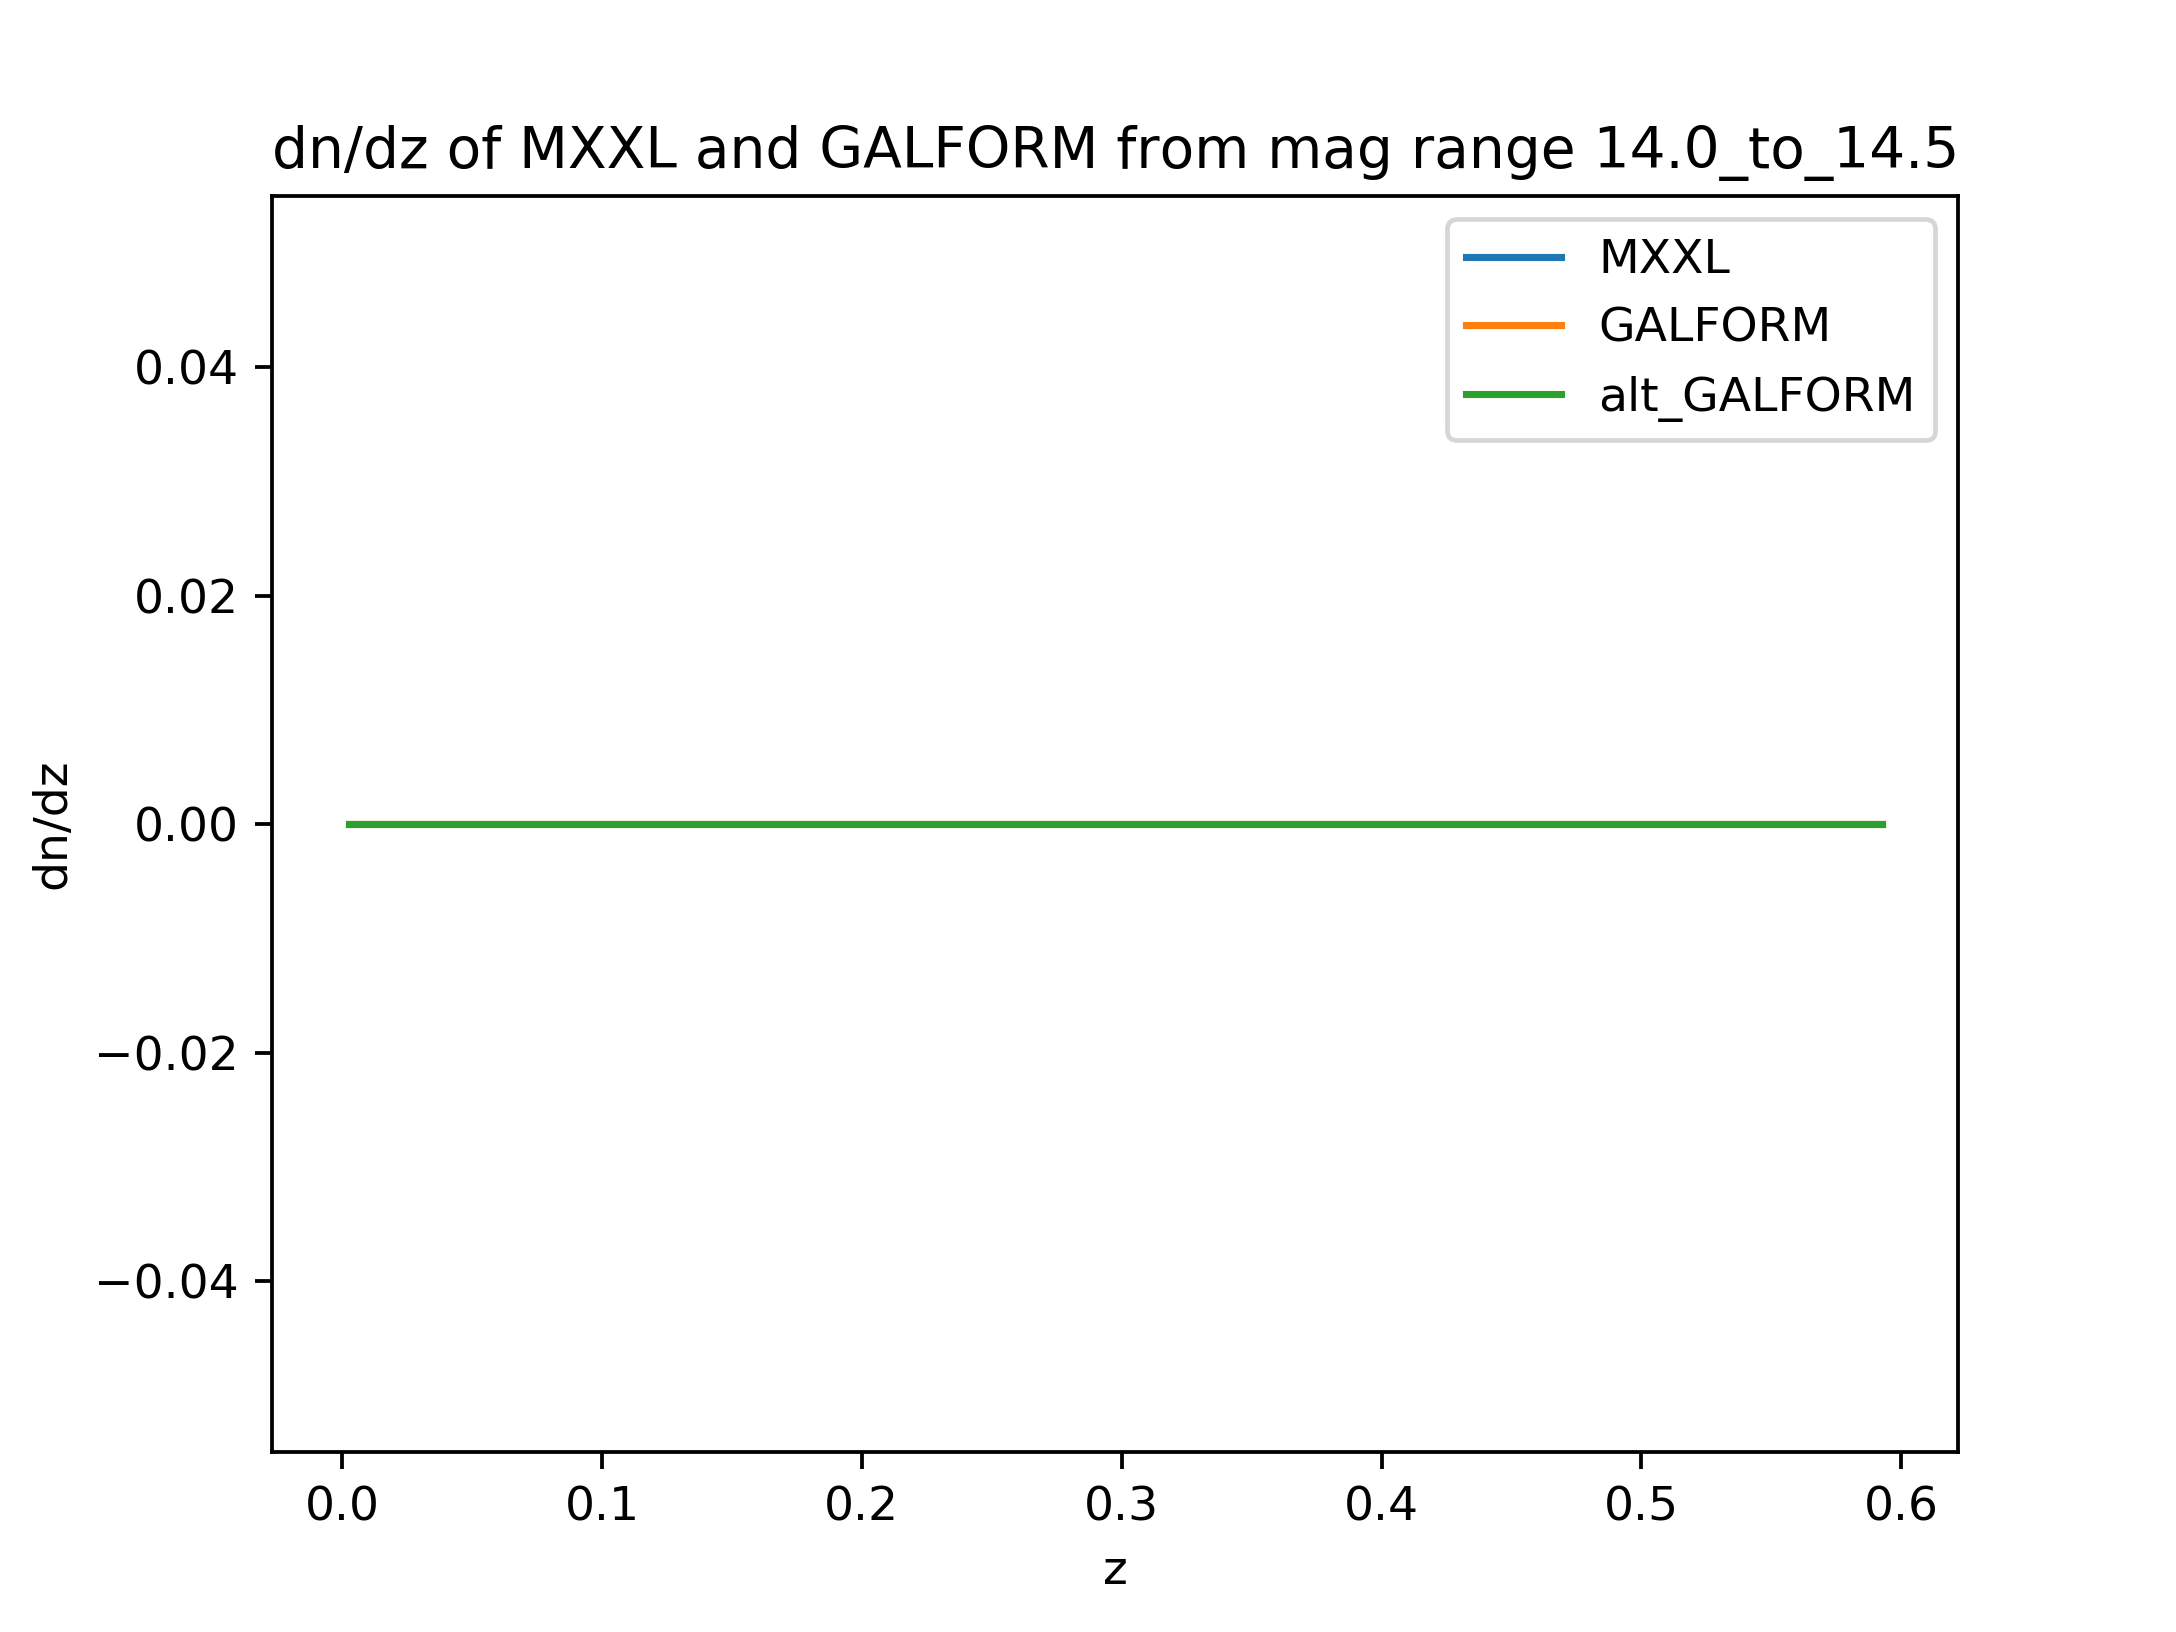 dn/dz of MXXL and GALFORM from mag range 14.0_to_14.5
MXXL
GALFORM
alt_GALFORM
0.04
0.02
0.00
−0.02
−0.04
dn/dz
0.0 0.1 0.2 0.3 0.4 0.5 0.6
z